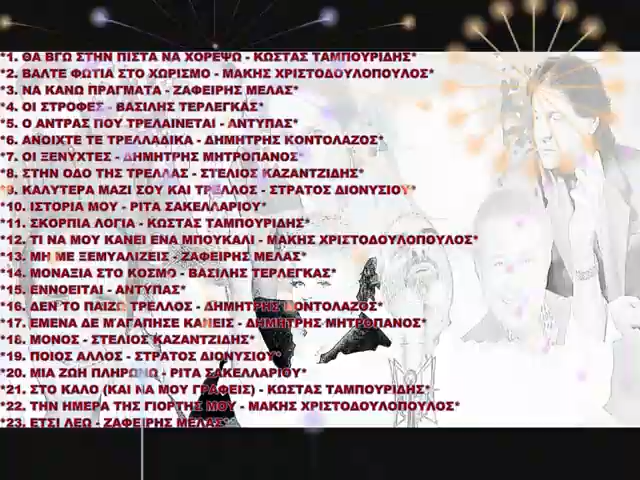 *1. ΘΑ ΒΓΩ ΣΤΗΝ ΠΙΣΤΑ ΝΑ ΧΟΡΕΨΩ - ΚΩΣΤΑΣ ΤΑΜΠΟΥΡΙΔΗΣ*
*2. ΒΑΛΤΕ ΦΩΤΙΑ ΣΤΟ ΧΩΡΙΣΜΟ - ΜΑΚΗΣ ΧΡΙΣΤΟΔΟΥΛΟΠΟΥΛΟΣ*
*3. ΝΑ ΚΑΝΩ ΠΡΑΓΜΑΤΑ - ΖΑΦΕΙΡΗΣ ΜΕΛΑΣ*
*4. ΟΙ ΣΤΡΟΦΕΣ - ΒΑΣΙΛΗΣ ΤΕΡΛΕΓΚΑΣ*
*5. Ο ΑΝΤΡΑΣ ΠΟΥ ΤΡΕΛΑΙΝΕΤΑΙ - ΑΝΤΥΠΑΣ*
*6. ΑΝΟΙΧΤΕ ΤΕ ΤΡΕΛΛΑΔΙΚΑ - ΔΗΜΗΤΡΗΣ ΚΟΝΤΟΛΑΖΟΣ*
*7. ΟΙ ΞΕΝΥΧΤΕΣ - ΔΗΜΗΤΡΗΣ ΜΗΤΡΟΠΑΝΟΣ*
*8. ΣΤΗΝ ΟΔΟ ΤΗΣ ΤΡΕΛΛΑΣ - ΣΤΕΛΙΟΣ ΚΑΖΑΝΤΖΙΔΗΣ*
*9. ΚΑΛΥΤΕΡΑ ΜΑΖΙ ΣΟΥ ΚΑΙ ΤΡΕΛΛΟΣ - ΣΤΡΑΤΟΣ ΔΙΟΝΥΣΙΟΥ*
*10. ΙΣΤΟΡΙΑ ΜΟΥ - ΡΙΤΑ ΣΑΚΕΛΛΑΡΙΟΥ*
*11. ΣΚΟΡΠΙΑ ΛΟΓΙΑ - ΚΩΣΤΑΣ ΤΑΜΠΟΥΡΙΔΗΣ*
*12. ΤΙ ΝΑ ΜΟΥ ΚΑΝΕΙ ΕΝΑ ΜΠΟΥΚΑΛΙ - ΜΑΚΗΣ ΧΡΙΣΤΟΔΟΥΛΟΠΟΥΛΟΣ*
*13. ΜΗ ΜΕ ΞΕΜΥΑΛΙΖΕΙΣ - ΖΑΦΕΙΡΗΣ ΜΕΛΑΣ*
*14. ΜΟΝΑΞΙΑ ΣΤΟ ΚΟΣΜΟ - ΒΑΣΙΛΗΣ ΤΕΡΛΕΓΚΑΣ*
*15. ΕΝΝΟΕΙΤΑΙ - ΑΝΤΥΠΑΣ*
*16. ΔΕΝ ΤΟ ΠΑΙΖΩ ΤΡΕΛΛΟΣ - ΔΗΜΗΤΡΗΣ ΚΟΝΤΟΛΑΖΟΣ*
*17. ΕΜΕΝΑ ΔΕ Μ'ΑΓΑΠΗΣΕ ΚΑΝΕΙΣ - ΔΗΜΗΤΡΗΣ ΜΗΤΡΟΠΑΝΟΣ*
*18. ΜΟΝΟΣ - ΣΤΕΛΙΟΣ ΚΑΖΑΝΤΖΙΔΗΣ*
*19. ΠΟΙΟΣ ΑΛΛΟΣ - ΣΤΡΑΤΟΣ ΔΙΟΝΥΣΙΟΥ*
*20. ΜΙΑ ΖΩΗ ΠΛΗΡΩΝΩ - ΡΙΤΑ ΣΑΚΕΛΛΑΡΙΟΥ*
*21. ΣΤΟ ΚΑΛΟ (ΚΑΙ ΝΑ ΜΟΥ ΓΡΑΦΕΙΣ) - ΚΩΣΤΑΣ ΤΑΜΠΟΥΡΙΔΗΣ*
*22. ΤΗΝ ΗΜΕΡΑ ΤΗΣ ΓΙΟΡΤΗΣ ΜΟΥ - ΜΑΚΗΣ ΧΡΙΣΤΟΔΟΥΛΟΠΟΥΛΟΣ*
*23. ΕΤΣΙ ΛΕΩ - ΖΑΦΕΙΡΗΣ ΜΕΛΑΣ*